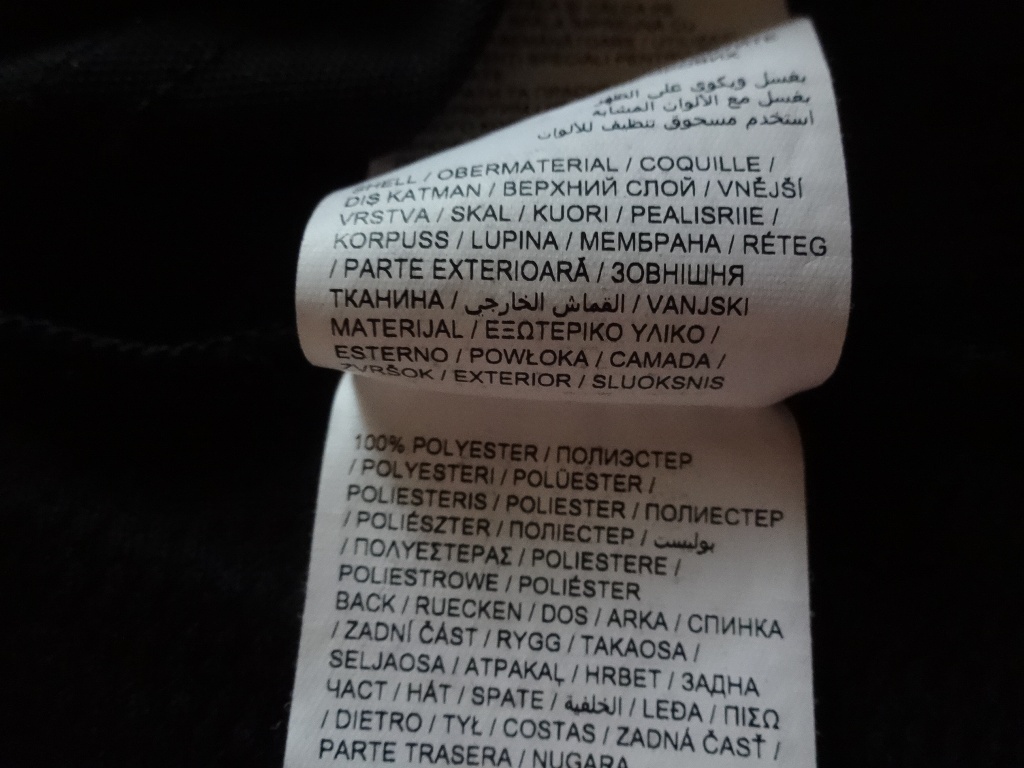 يغسل ويكوى على الظهر
يغسل مع الألوان المشابه
استخدم مسحوق تنظيف للألوان
SHELL / OBERMATERIAL / COQUILLE /
DIŞ KATMAN / ВЕРХНИЙ СЛОЙ / VNĚJŠÍ
VRSTVA / SKAL / KUORI / PEALISRIIE /
KORPUSS / LUPINA / МЕМБРАНА / RÉTEG
/ PARTE EXTERIOARĂ / ЗОВНІШНЯ
ТКАНИНА / القماش الخارجي / VANJSKI
MATERIJAL / ΕΞΩΤΕΡΙΚΟ ΥΛΙΚΟ /
ESTERNO / POWŁOKA / CAMADA /
ZVRŠOK / EXTERIOR / SLUOKSNIS
100% POLYESTER / ПОЛИЭСТЕР
/ POLYESTERI / POLÜESTER /
POLIESTERIS / POLIESTER / ПОЛИЕСТЕР
/ POLIÉSZTER / ПОЛІЕСТЕР / بوليست
/ ΠΟΛΥΕΣΤΕΡΑΣ / POLIESTERE /
POLIESTROWE / POLIÉSTER
BACK / RUECKEN / DOS / ARKA / СПИНКА
/ ZADNÍ ČÁST / RYGG / TAKAOSA /
SELJAOSA / ATPAKAĻ / HRBET / ЗАДНА
ЧАСТ / HÁT / SPATE / الخلفية / LEĐA / ΠΙΣΩ
/ DIETRO / TYŁ / COSTAS / ZADNÁ ČASŤ /
PARTE TRASERA / NUGARA